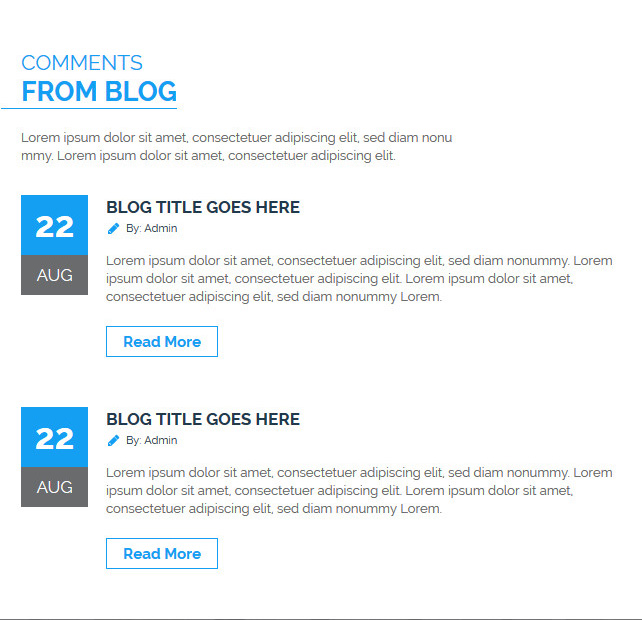 COMMENTS
FROM BLOG
Lorem ipsum dolor sit amet, consectetuer adipiscing elit, sed diam nonu
mmy. Lorem ipsum dolor sit amet, consectetuer adipiscing elit.
22
AUG
BLOG TITLE GOES HERE
By: Admin
Lorem ipsum dolor sit amet, consectetuer adipiscing elit, sed diam nonummy. Lorem
ipsum dolor sit amet, consectetuer adipiscing elit. Lorem ipsum dolor sit amet,
consectetuer adipiscing elit, sed diam nonummy Lorem.
Read More
22
AUG
BLOG TITLE GOES HERE
By: Admin
Lorem ipsum dolor sit amet, consectetuer adipiscing elit, sed diam nonummy. Lorem
ipsum dolor sit amet, consectetuer adipiscing elit. Lorem ipsum dolor sit amet,
consectetuer adipiscing elit, sed diam nonummy Lorem.
Read More